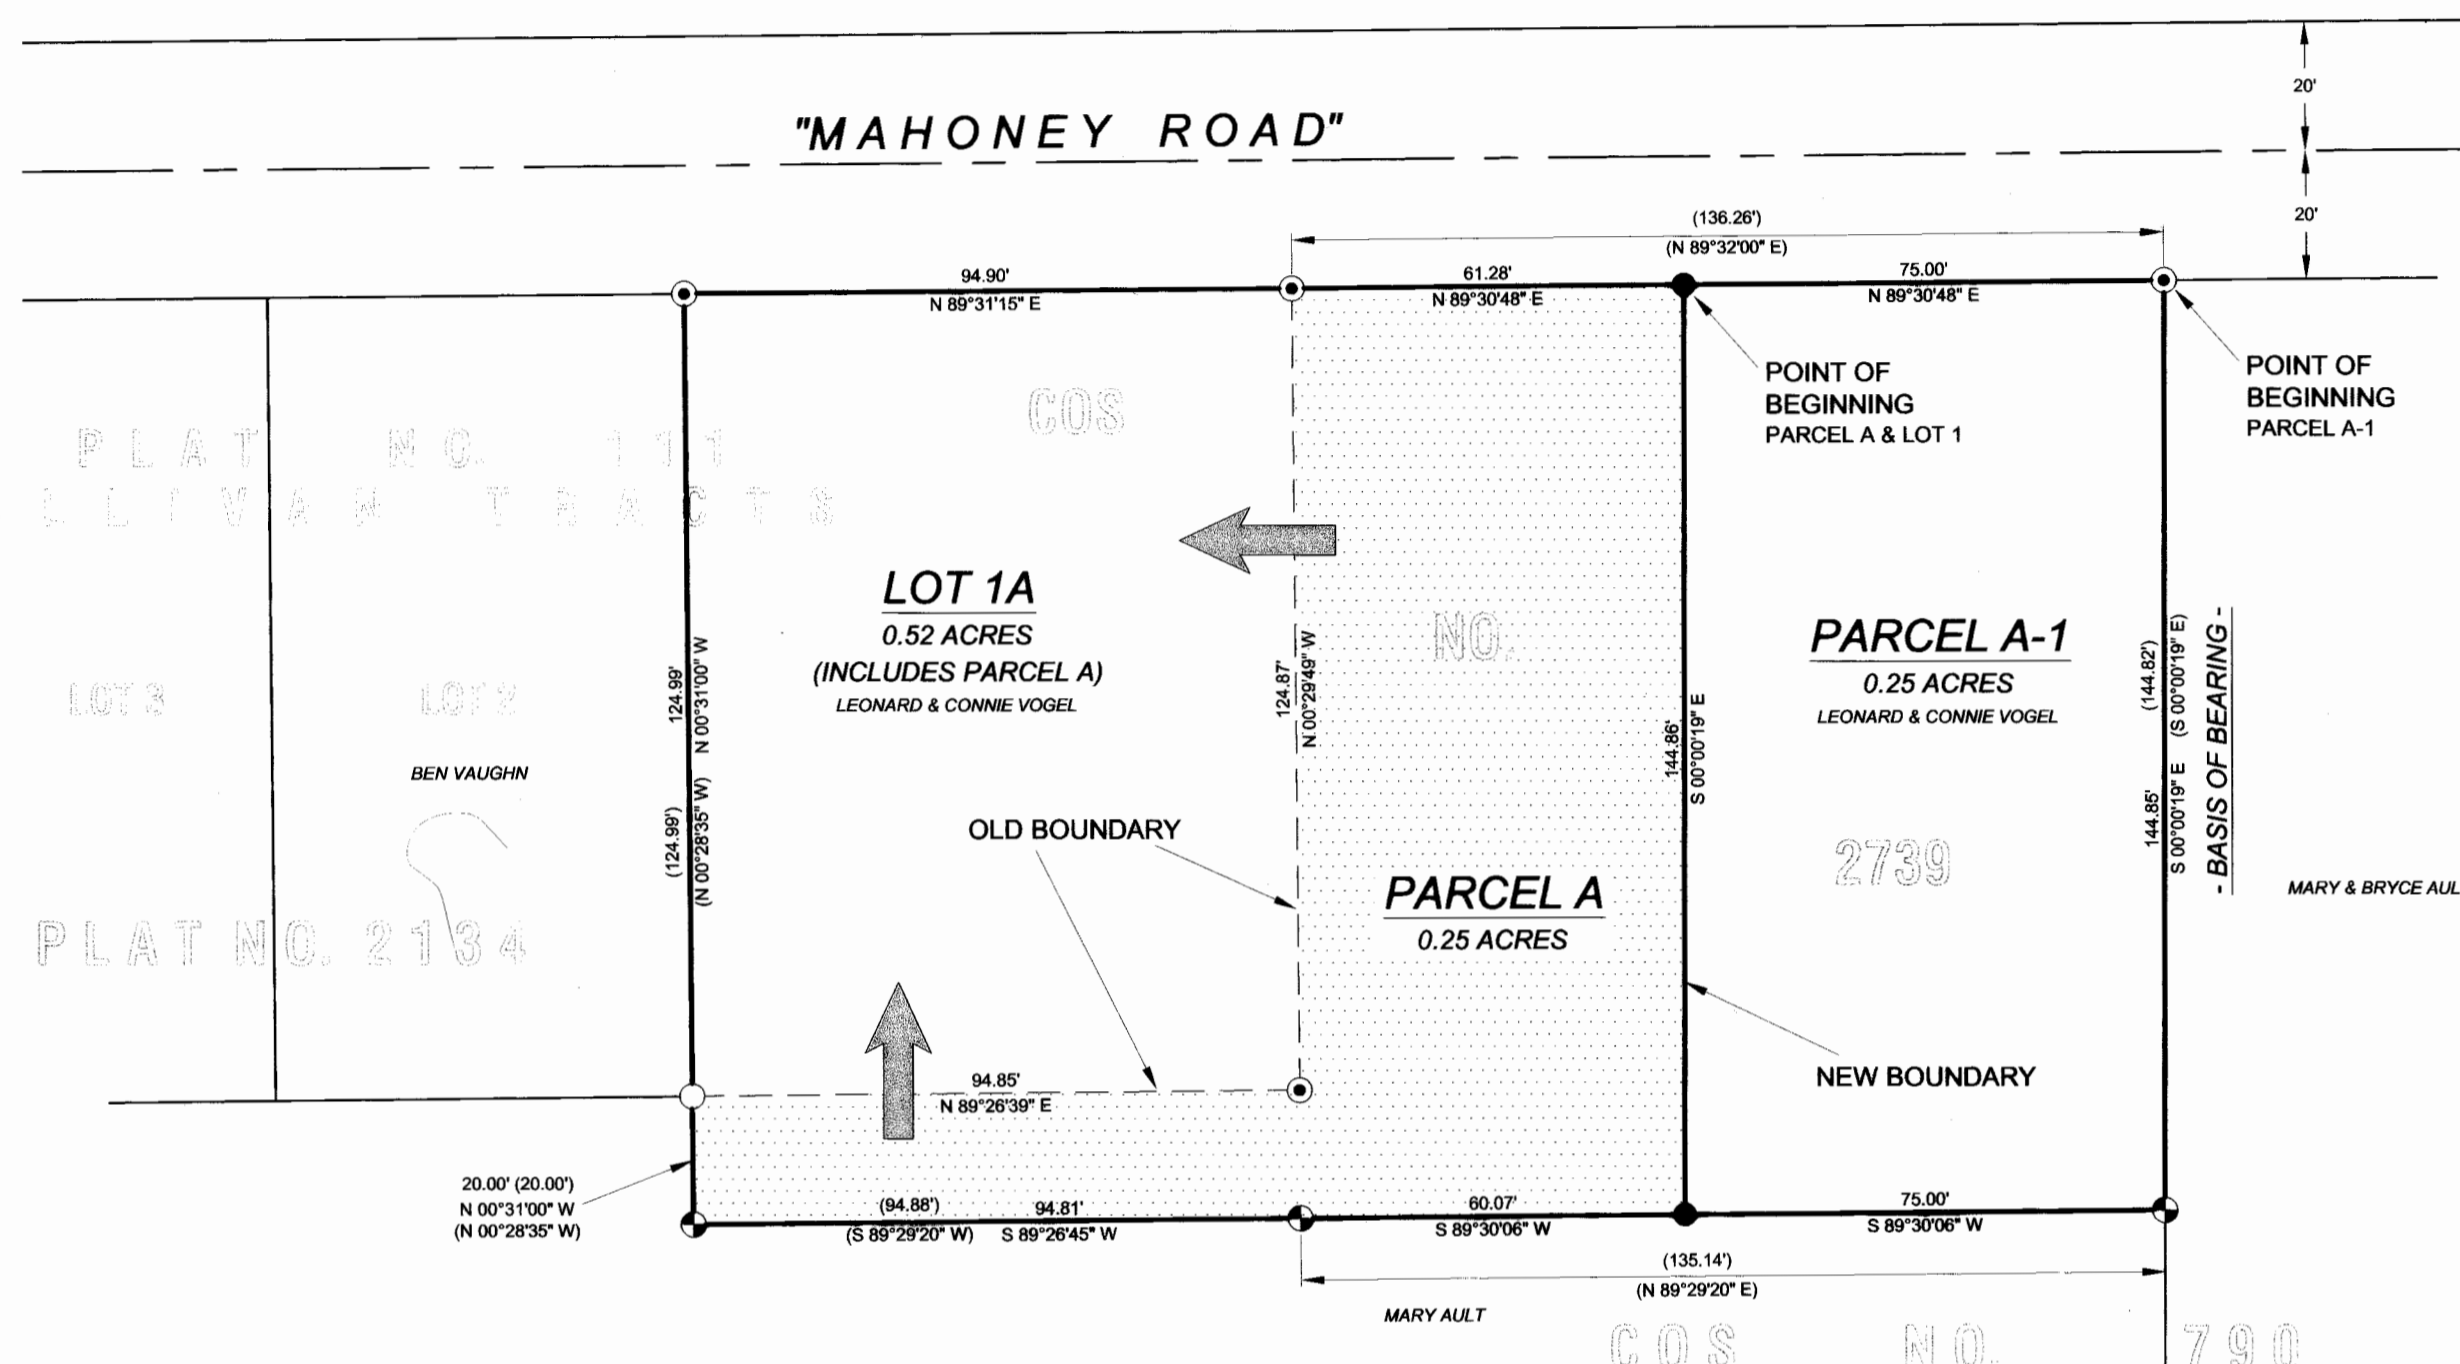 20'
"MAHONEY ROAD"
20'
(136.26')
(N 89°32'00" E)
94.90'
N 89°31'15" E
61.28'
N 89°30'48" E
75.00'
N 89°30'48" E
POINT OF
BEGINNING
PARCEL A & LOT 1
POINT OF
BEGINNING
PARCEL A-1
COS
PLAT NO. 111
LLIVAN TRACTS
LOT 1A
0.52 ACRES
(INCLUDES PARCEL A)
LEONARD & CONNIE VOGEL
NO.
PARCEL A-1
0.25 ACRES
LEONARD & CONNIE VOGEL
LOT 3
LOT 2
BEN VAUGHN
124.99'
N 00°31'00" W
(124.99')
(N 00°28'35" W)
124.87'
N 00°29'49" W
144.86'
S 00°00'19" E
(144.82')
(S 00°00'19" E)
144.85'
S 00°00'19" E
- BASIS OF BEARING -
OLD BOUNDARY
2739
MARY & BRYCE AUL
PARCEL A
0.25 ACRES
PLAT NO. 2134
94.85'
N 89°26'39" E
NEW BOUNDARY
20.00' (20.00')
N 00°31'00" W
(N 00°28'35" W)
(94.88')
(S 89°29'20" W)
94.81'
S 89°26'45" W
60.07'
S 89°30'06" W
75.00'
S 89°30'06" W
(135.14')
(N 89°29'20" E)
MARY AULT
COS NO. 790